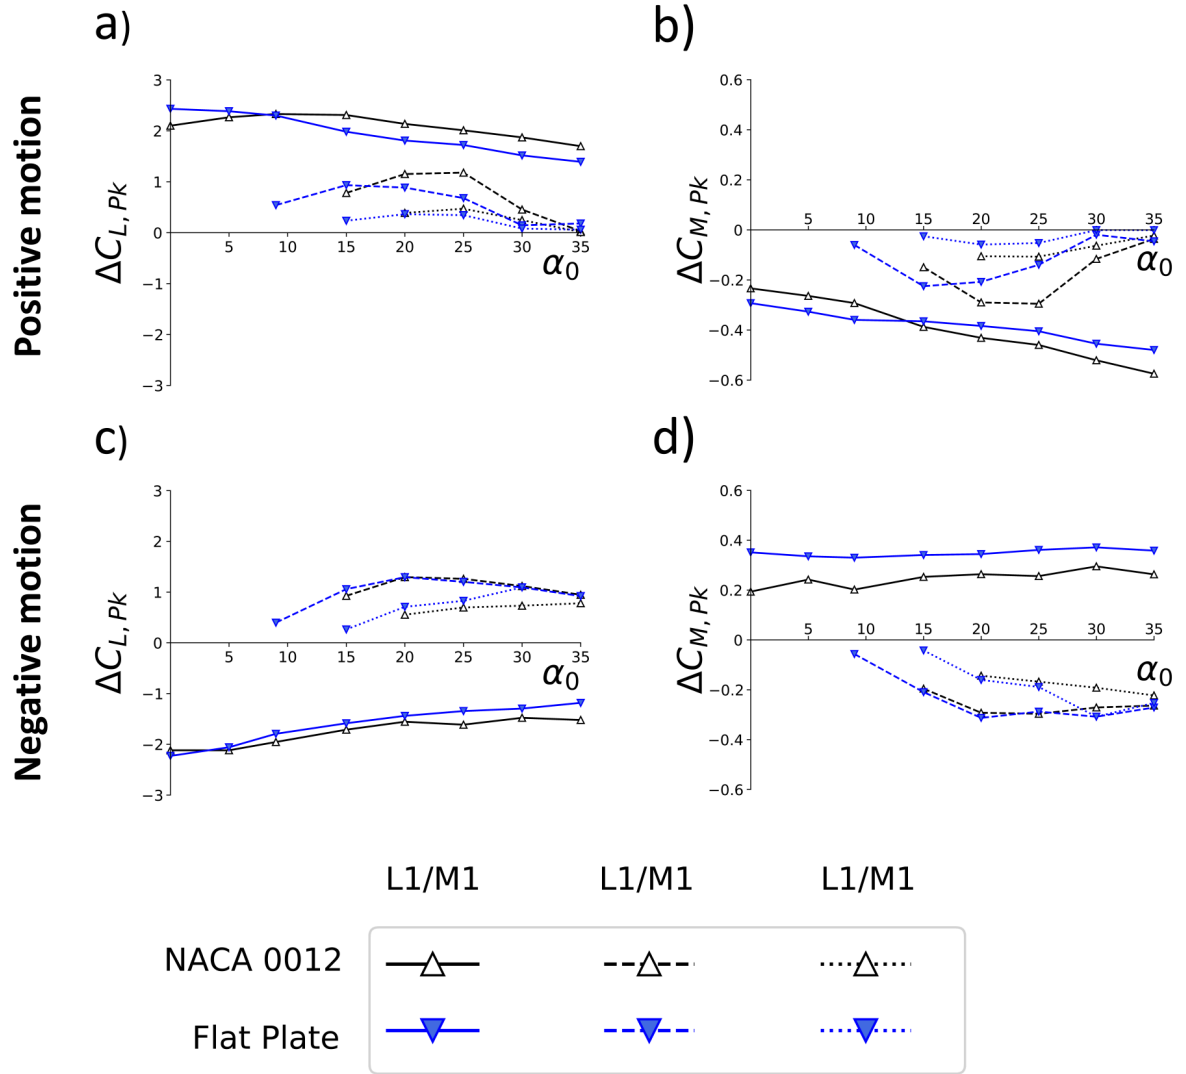 a)
b)
Positive motion
ΔC_{L, Pk}
3
2
1
0
−1
−2
−3
5 10 15 20 25 30 35
α₀
ΔC_{M, Pk}
0.6
0.4
0.2
0
−0.2
−0.4
−0.6
5 10 15 20 25 30 35
α₀
c)
d)
Negative motion
ΔC_{L, Pk}
3
2
1
0
−1
−2
−3
5 10 15 20 25 30 35
α₀
ΔC_{M, Pk}
0.6
0.4
0.2
0
−0.2
−0.4
−0.6
5 10 15 20 25 30 35
α₀
L1/M1 L1/M1 L1/M1
NACA 0012
Flat Plate